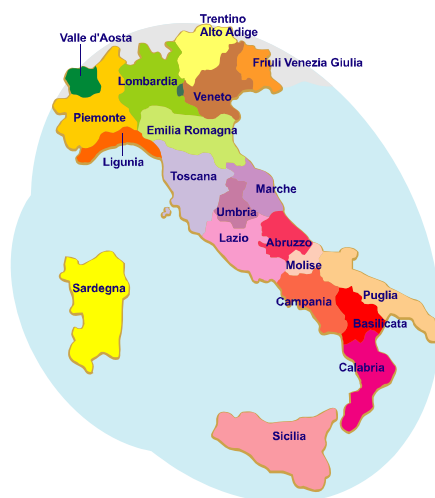 Trentino
Alto Adige
Valle d'Aosta
Friuli Venezia Giulia
Lombardia
Veneto
Piemonte
Emilia Romagna
Ligunia
Toscana
Marche
Umbria
Lazio
Abruzzo
Molise
Sardegna
Puglia
Campania
Basilicata
Calabria
Sicilia